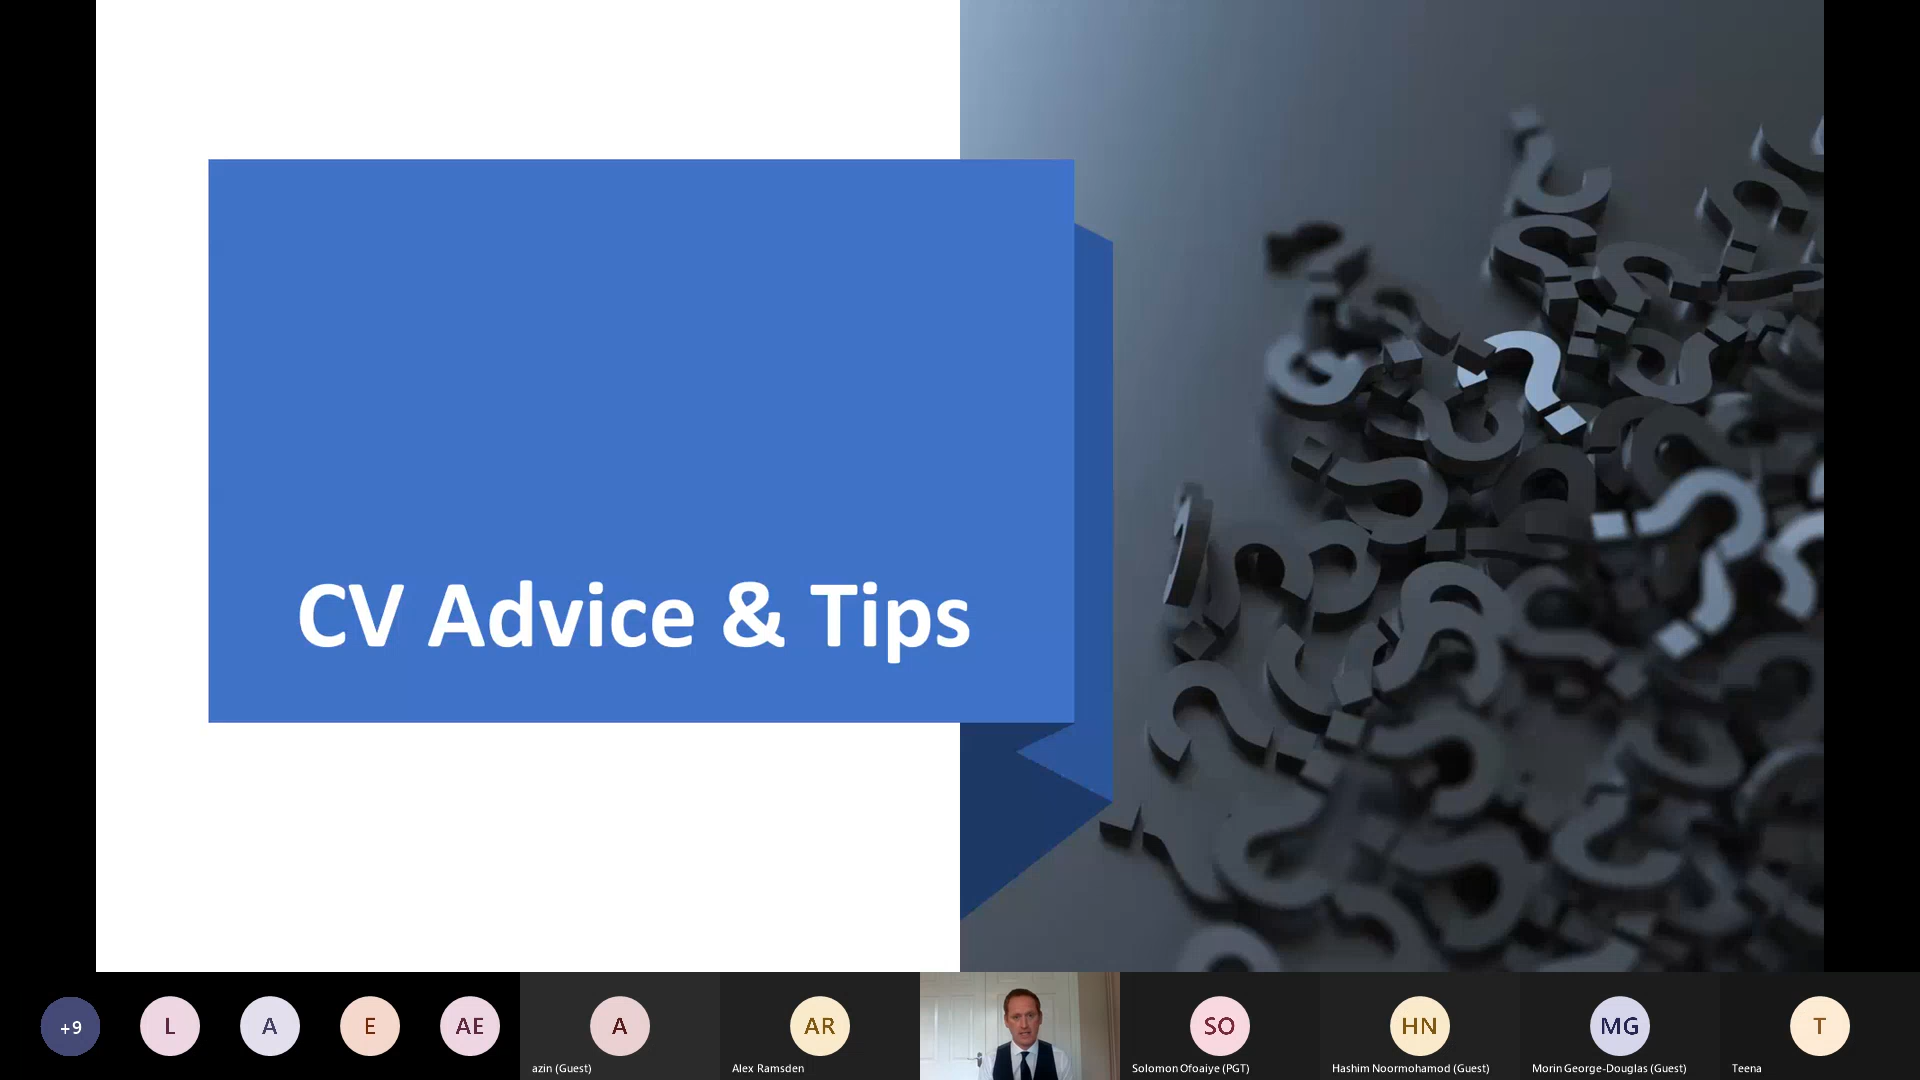 CV Advice & Tips
+9
L
A
E
AE
A
azin (Guest)
AR
Alex Ramsden
SO
Solomon Ofoaiye (PGT)
HN
Hashim Noormohamod (Guest)
MG
Morin George-Douglas (Guest)
T
Teena